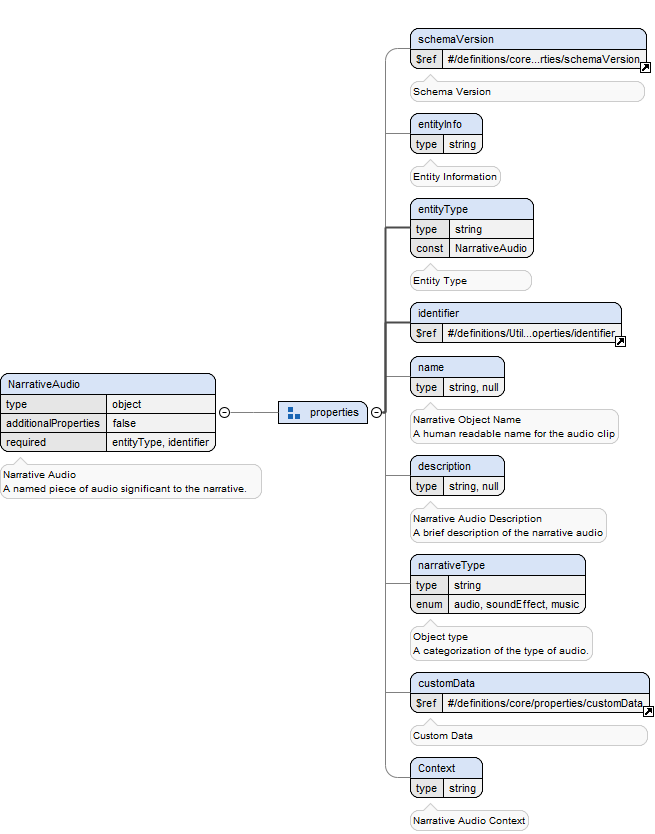 schemaVersion
$ref #/definitions/core...rties/schemaVersion
Schema Version
entityInfo
type string
Entity Information
entityType
type string
const NarrativeAudio
Entity Type
identifier
$ref #/definitions/Util...operties/identifier
NarrativeAudio
type object
additionalProperties false
required entityType, identifier
Narrative Audio
A named piece of audio significant to the narrative.
properties
name
type string, null
Narrative Object Name
A human readable name for the audio clip
description
type string, null
Narrative Audio Description
A brief description of the narrative audio
narrativeType
type string
enum audio, soundEffect, music
Object type
A categorization of the type of audio.
customData
$ref #/definitions/core/properties/customData
Custom Data
Context
type string
Narrative Audio Context